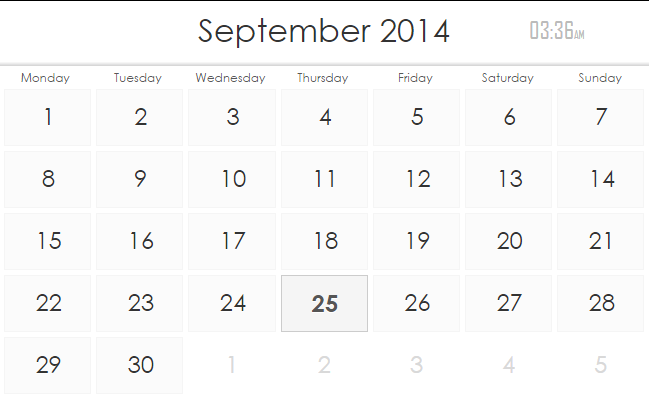 September 2014 03:36AM
Monday Tuesday Wednesday Thursday Friday Saturday Sunday
1 2 3 4 5 6 7
8 9 10 11 12 13 14
15 16 17 18 19 20 21
22 23 24 25 26 27 28
29 30 1 2 3 4 5